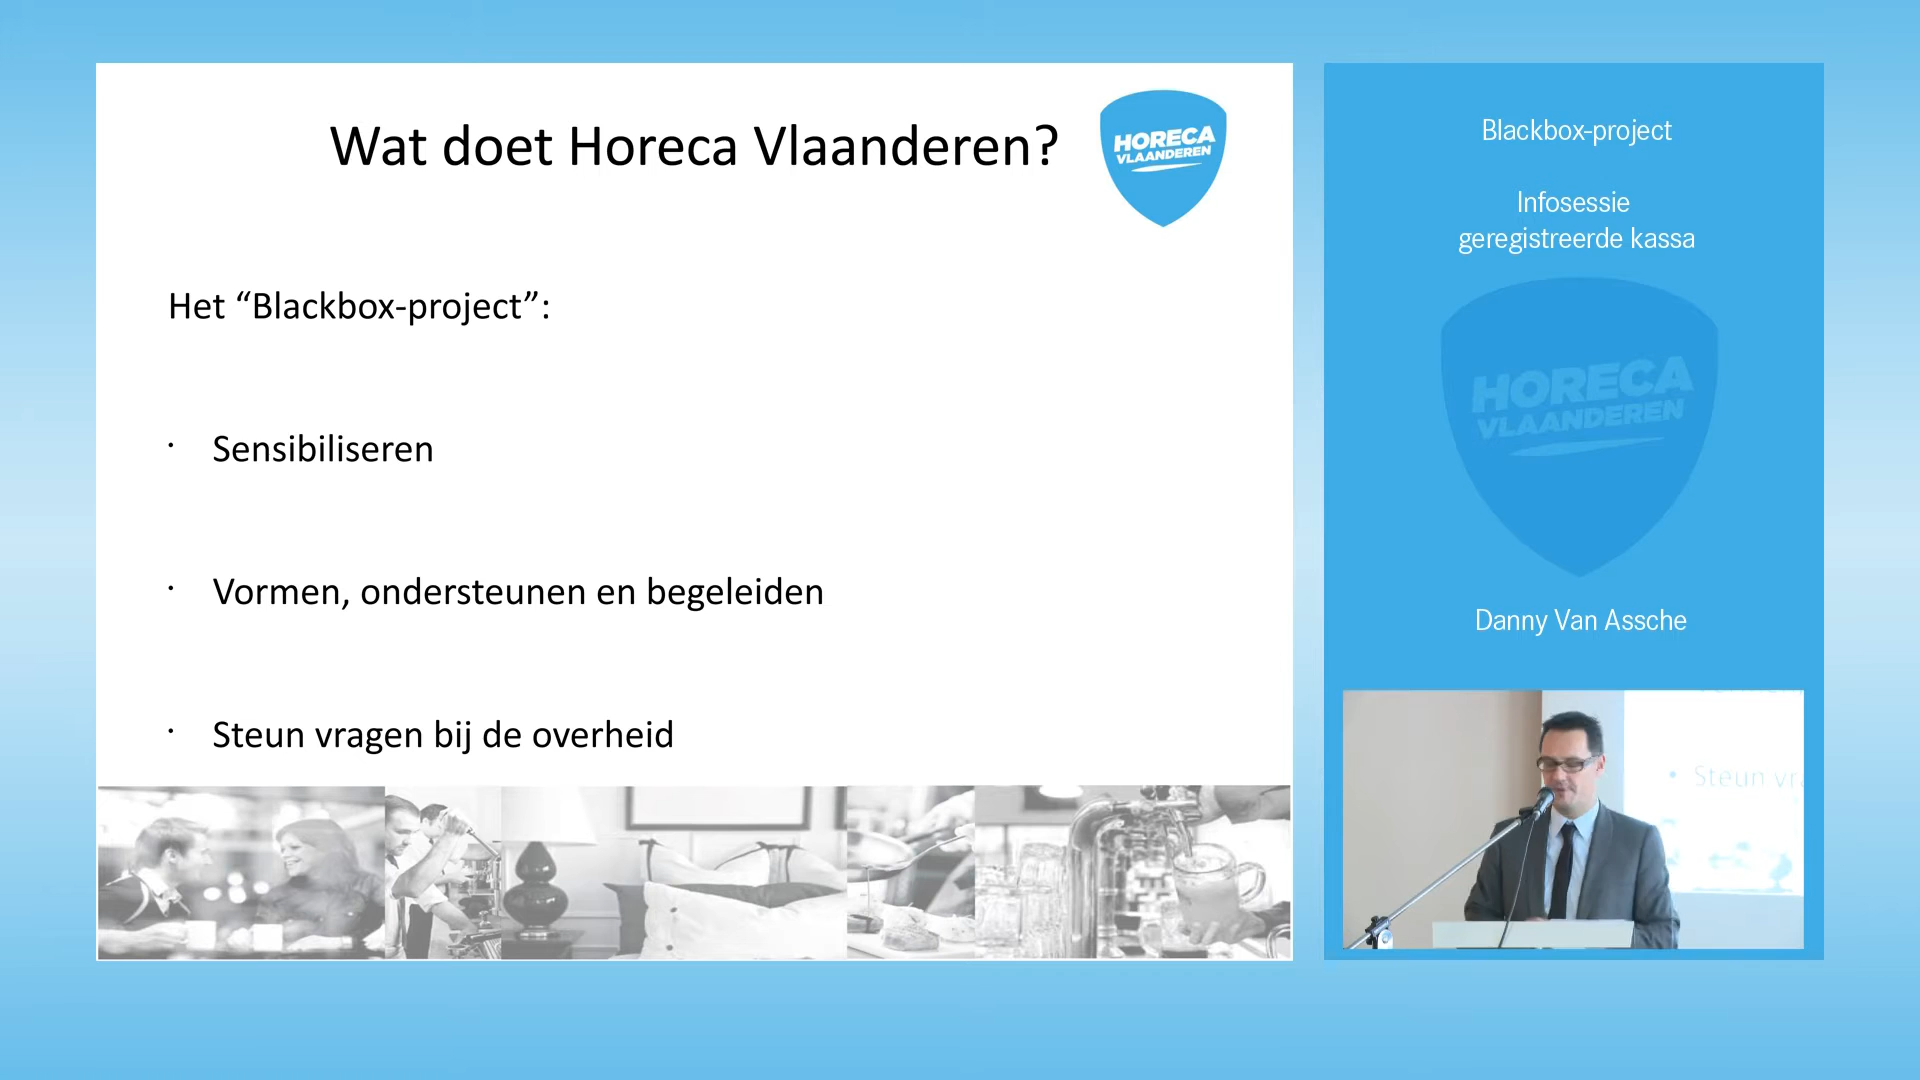 Wat doet Horeca Vlaanderen?
HORECA
VLAANDEREN
Het “Blackbox-project”:
· Sensibiliseren
· Vormen, ondersteunen en begeleiden
· Steun vragen bij de overheid
Blackbox-project
Infosessie
geregistreerde kassa
HORECA
VLAANDEREN
Danny Van Assche
• Steun